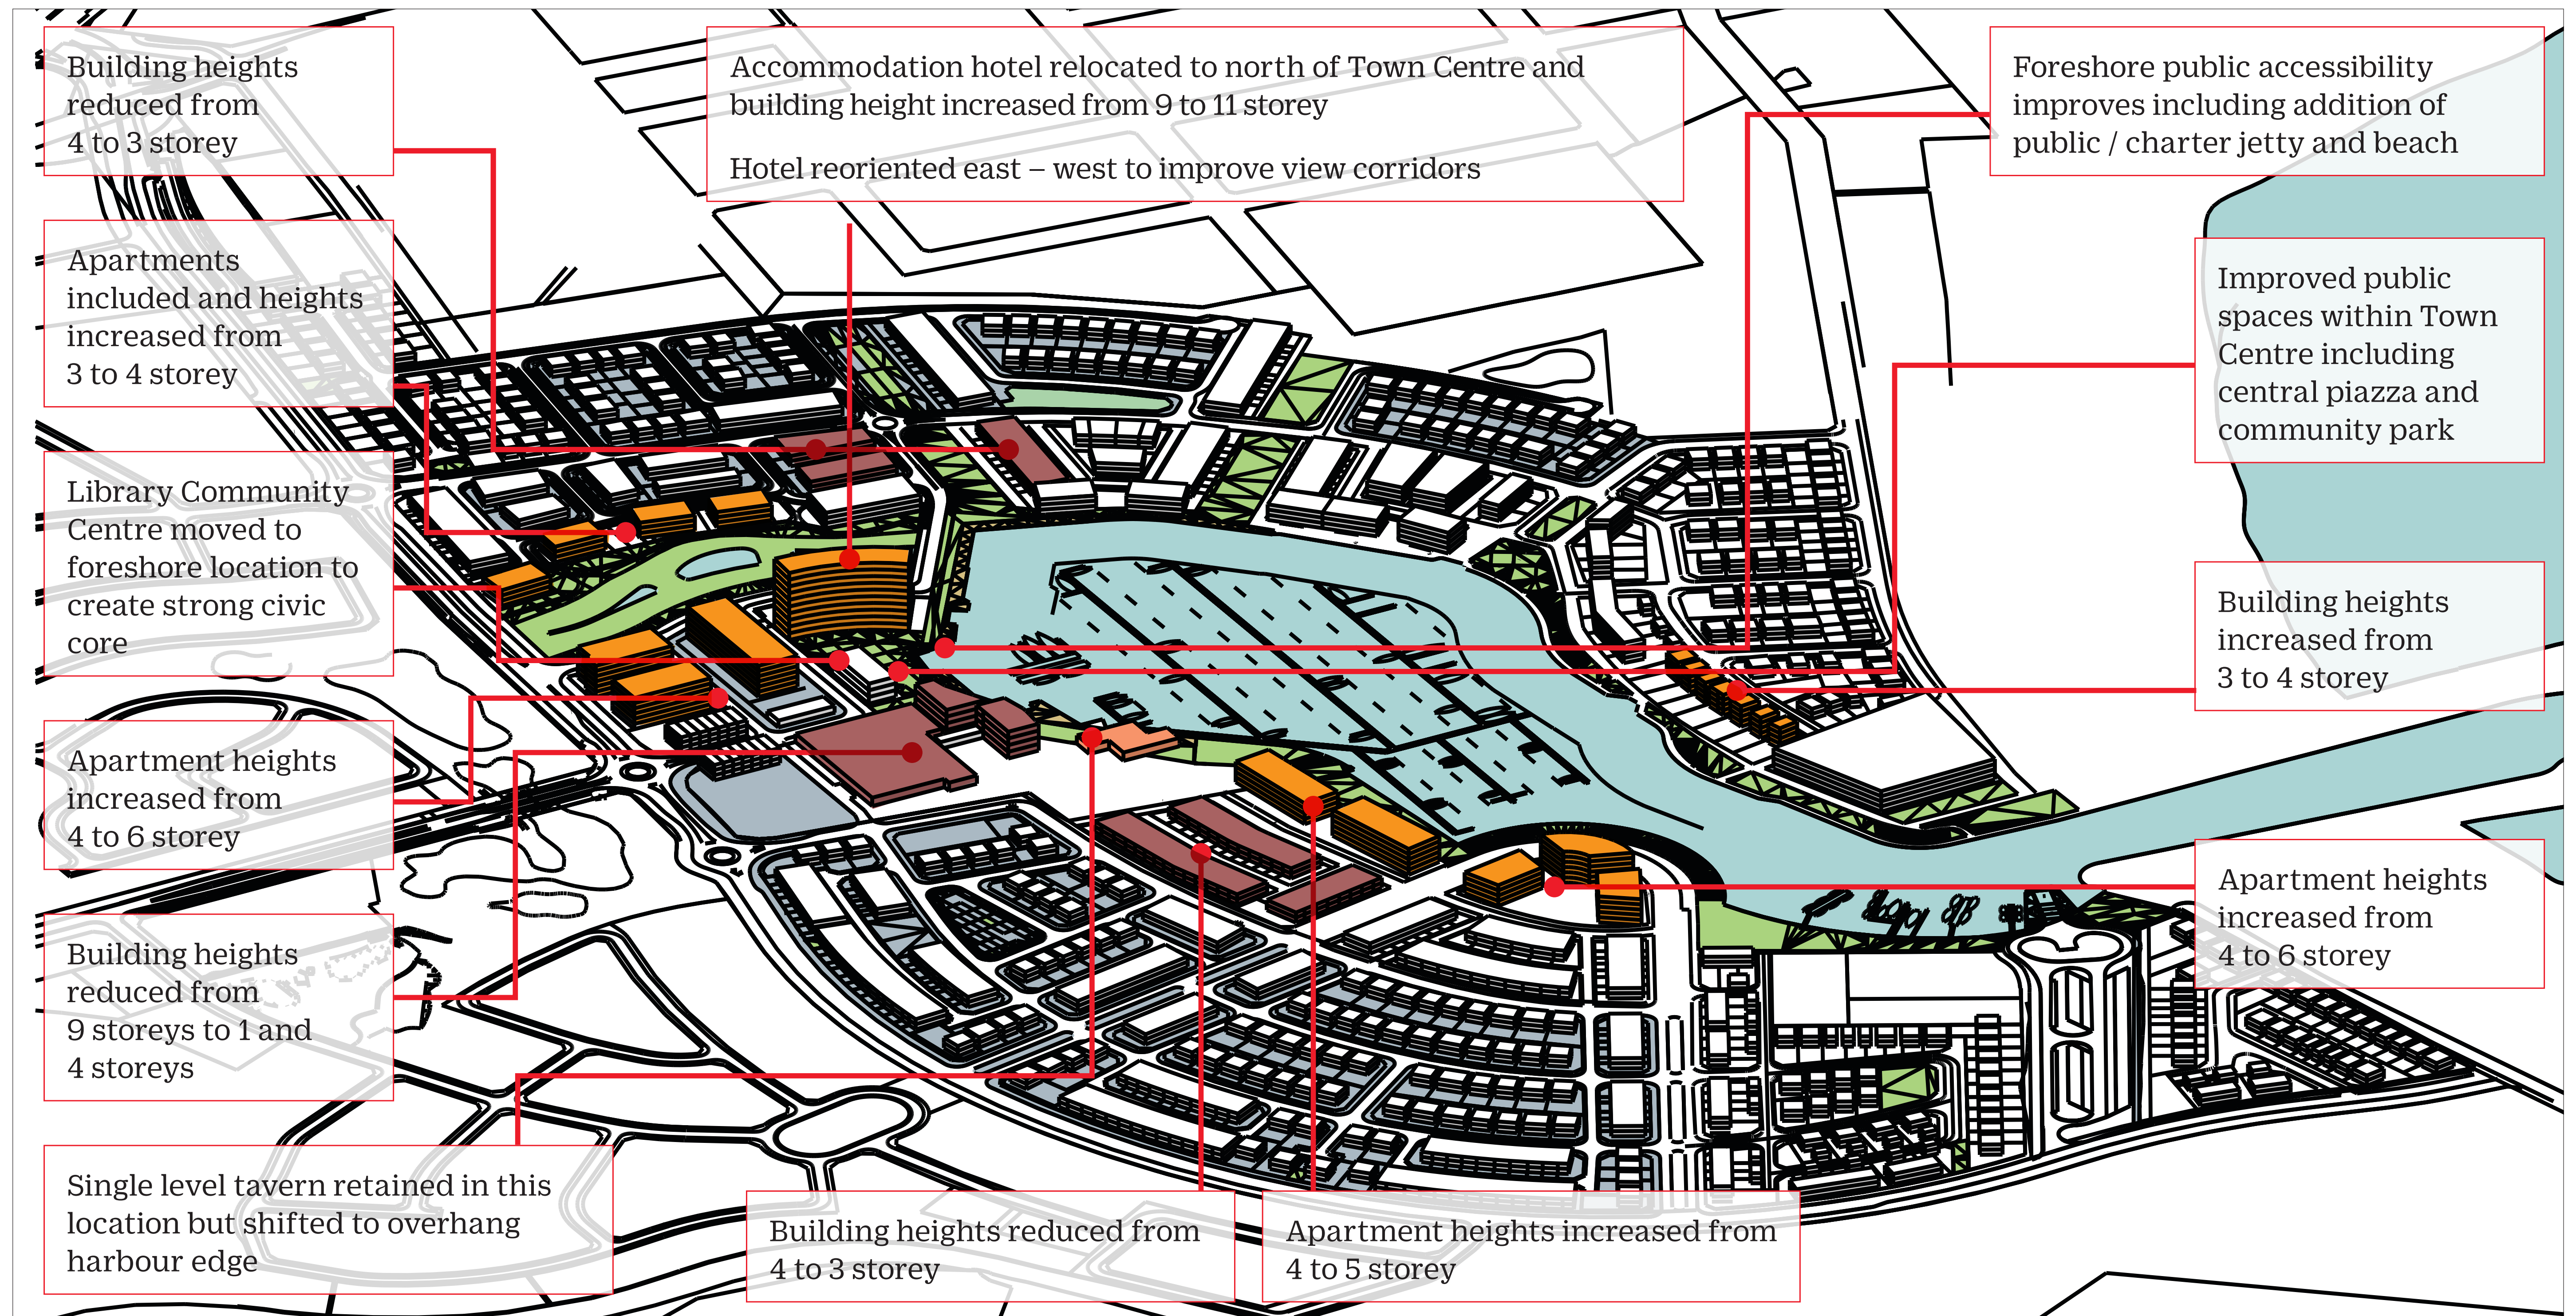 Building heights
reduced from
4 to 3 storey
Accommodation hotel relocated to north of Town Centre and
building height increased from 9 to 11 storey
Hotel reoriented east – west to improve view corridors
Foreshore public accessibility
improves including addition of
public / charter jetty and beach
Apartments
included and heights
increased from
3 to 4 storey
Improved public
spaces within Town
Centre including
central piazza and
community park
Library Community
Centre moved to
foreshore location to
create strong civic
core
Building heights
increased from
3 to 4 storey
Apartment heights
increased from
4 to 6 storey
Apartment heights
increased from
4 to 6 storey
Building heights
reduced from
9 storeys to 1 and
4 storeys
Single level tavern retained in this
location but shifted to overhang
harbour edge
Building heights reduced from
4 to 3 storey
Apartment heights increased from
4 to 5 storey